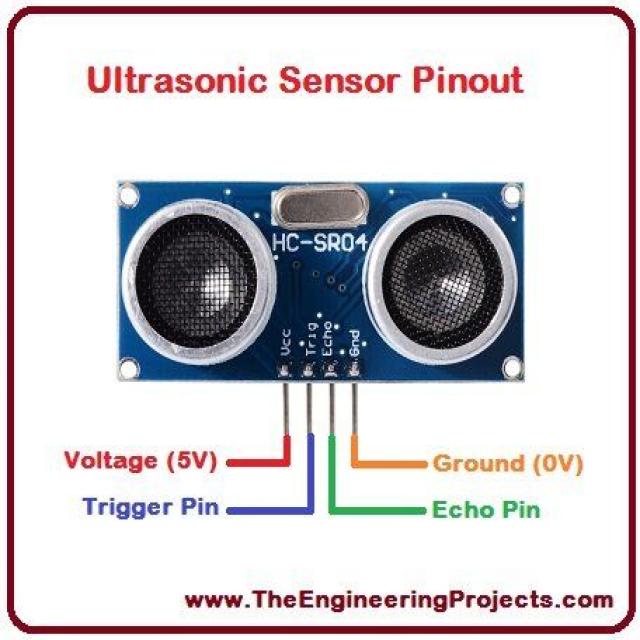 Ultrasonic Sensor Pinout
HC-SR04
Vcc
Trig
Echo
Gnd
Voltage (5V)
Ground (0V)
Trigger Pin
Echo Pin
www.TheEngineeringProjects.com